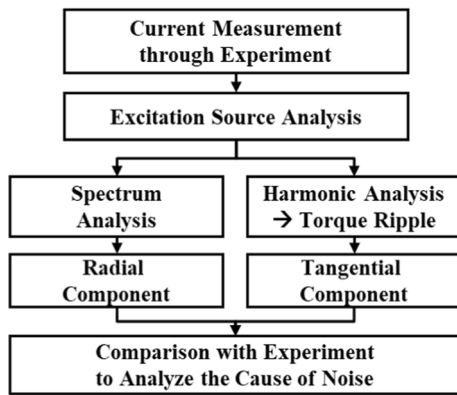 Current Measurement
through Experiment
Excitation Source Analysis
Spectrum
Analysis
Harmonic Analysis
→ Torque Ripple
Radial
Component
Tangential
Component
Comparison with Experiment
to Analyze the Cause of Noise